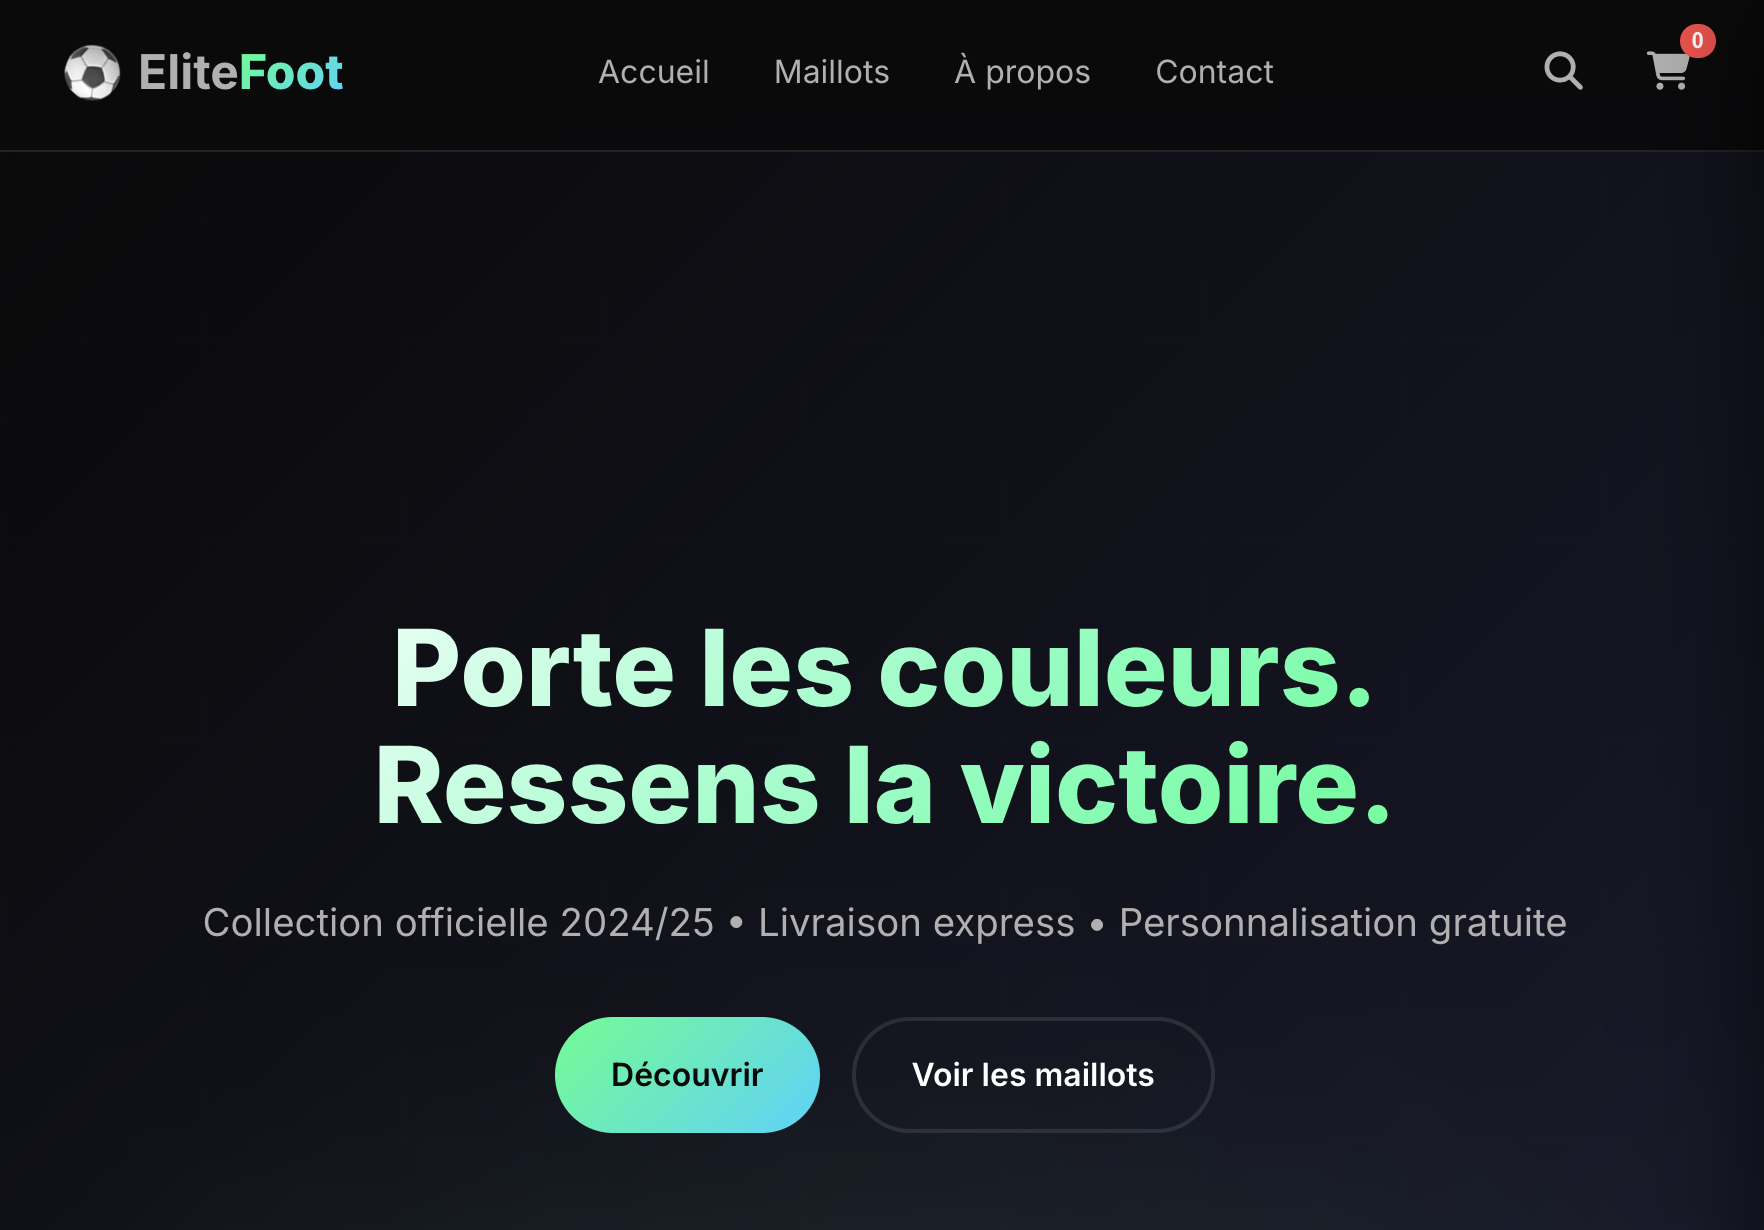 EliteFoot
Accueil Maillots À propos Contact
0
Porte les couleurs.
Ressens la victoire.
Collection officielle 2024/25 • Livraison express • Personnalisation gratuite
Découvrir Voir les maillots